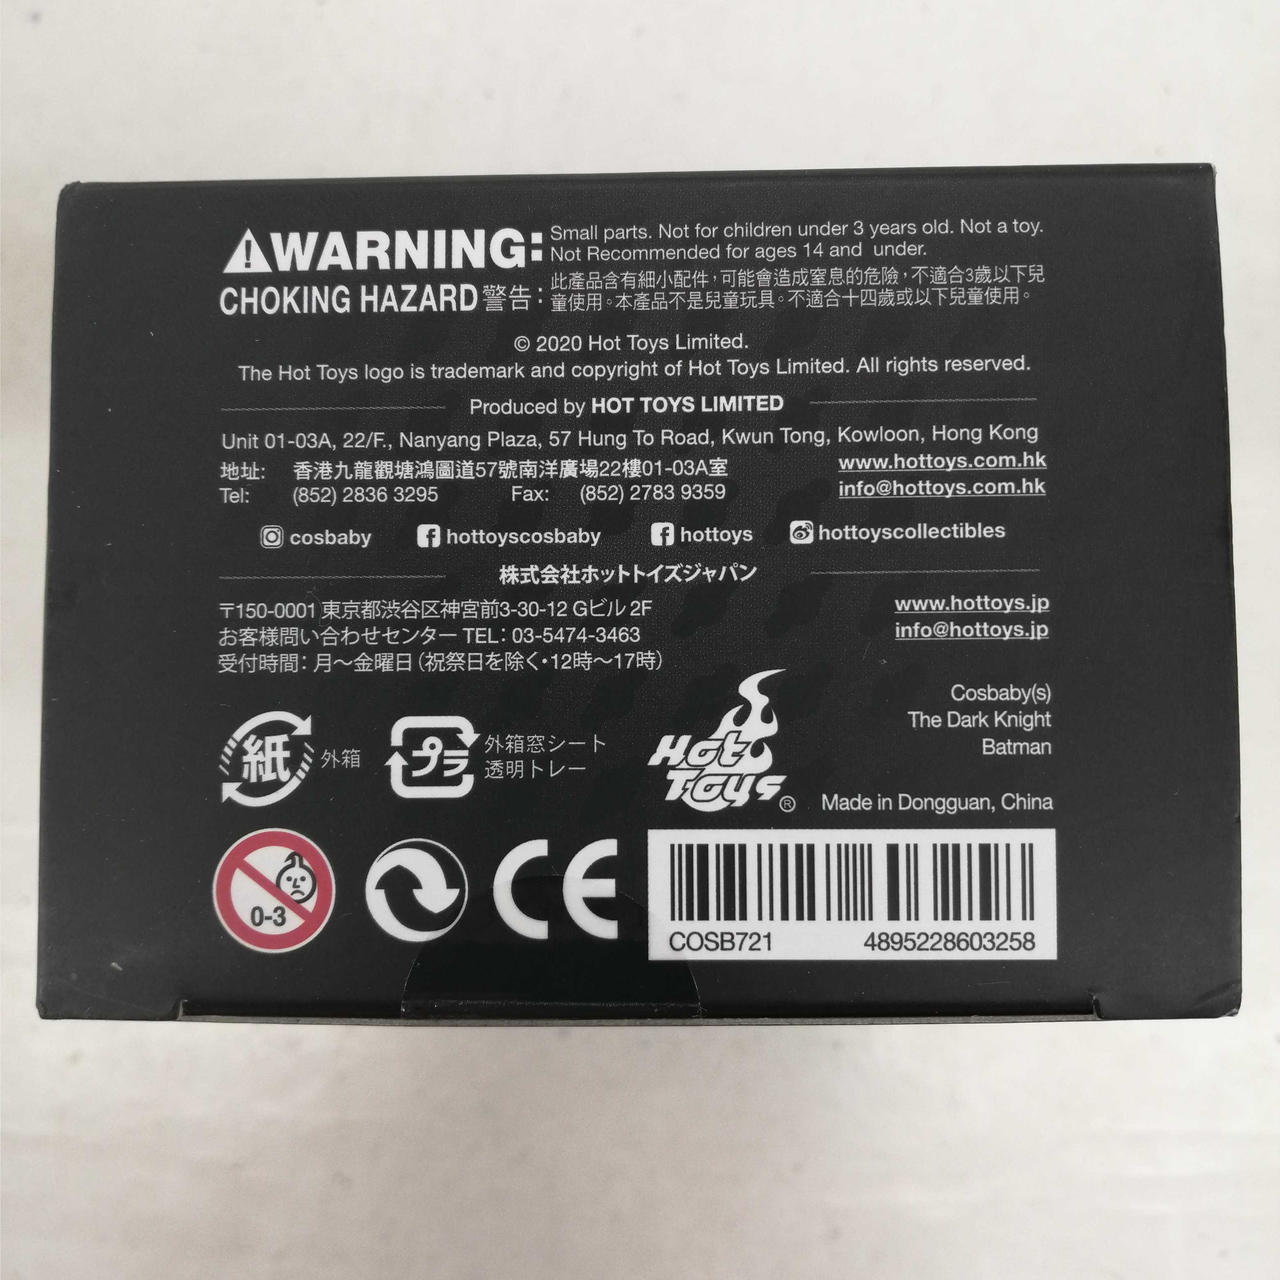 WARNING: Small parts. Not for children under 3 years old. Not a toy.
Not Recommended for ages 14 and under.
CHOKING HAZARD 警告: 此產品含有細小配件,可能會造成窒息的危險,不適合3歲以下兒
童使用。本產品不是兒童玩具。不適合十四歲或以下兒童使用。
© 2020 Hot Toys Limited.
The Hot Toys logo is trademark and copyright of Hot Toys Limited. All rights reserved.
Produced by HOT TOYS LIMITED
Unit 01-03A, 22/F., Nanyang Plaza, 57 Hung To Road, Kwun Tong, Kowloon, Hong Kong
地址: 香港九龍觀塘鴻圖道57號南洋廣場22樓01-03A室 www.hottoys.com.hk
Tel: (852) 2836 3295 Fax: (852) 2783 9359 info@hottoys.com.hk
cosbaby hottoyscosbaby hottoys hottoyscollectibles
株式会社ホットトイズジャパン
〒150-0001 東京都渋谷区神宮前3-30-12 Gビル 2F www.hottoys.jp
お客様問い合わせセンター TEL: 03-5474-3463 info@hottoys.jp
受付時間: 月〜金曜日(祝祭日を除く・12時〜17時)
Cosbaby(s)
The Dark Knight
Batman
紙 外箱 プラ 外箱窓シート
透明トレー
Hot Toys ®
Made in Dongguan, China
0-3 CE
COSB721 4895228603258